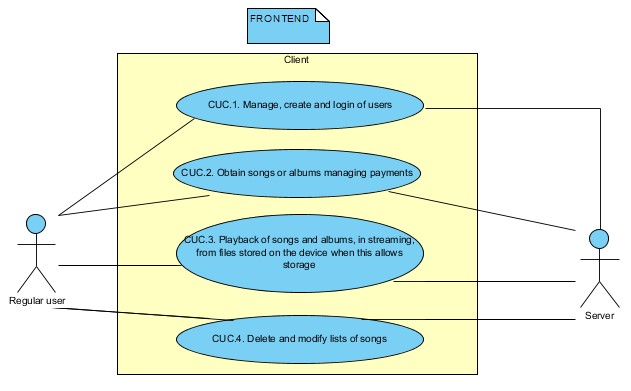 FRONTEND
Client
CUC.1. Manage, create and login of users
CUC.2. Obtain songs or albums managing payments
CUC.3. Playback of songs and albums, in streaming,
from files stored on the device when this allows
storage
Regular user
Server
CUC.4. Delete and modify lists of songs